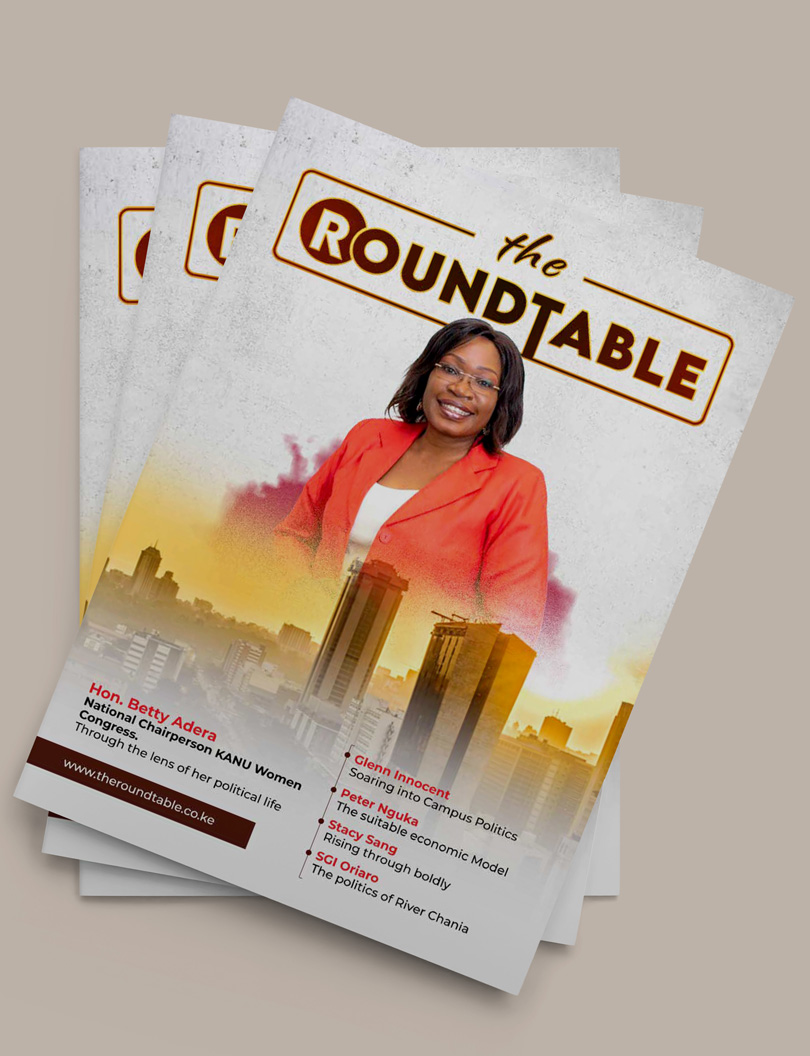 the
ROUNDTABLE
Hon. Betty Adera
National Chairperson KANU Women
Congress.
Through the lens of her political life
www.theroundtable.co.ke
Glenn Innocent
Soaring into Campus Politics
Peter Nguka
The suitable economic Model
Stacy Sang
Rising through boldly
SGI Oriaro
The politics of River Chania
R